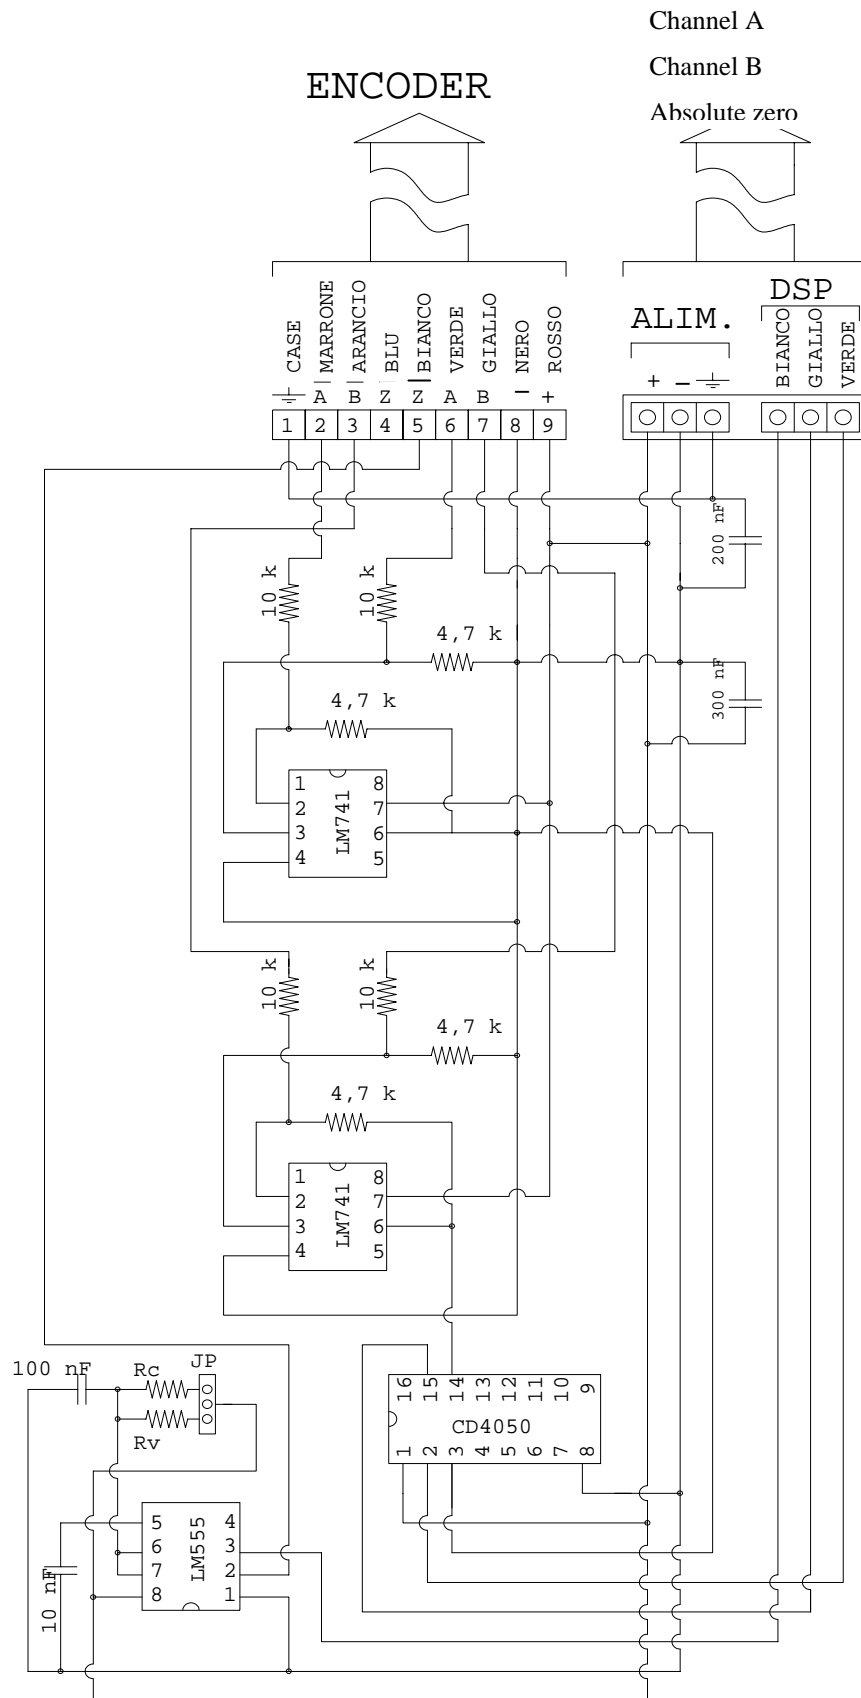 Channel A
Channel B
Absolute zero
ENCODER
CASE
MARRONE
ARANCIO
BLU
BIANCO
VERDE
GIALLO
NERO
ROSSO
A B Z Z A B − +
1 2 3 4 5 6 7 8 9
ALIM.
+ −
DSP
BIANCO
GIALLO
VERDE
200 nF
10 k
10 k
4,7 k
300 nF
4,7 k
1 8
2 7
3 6
4 5
LM741
10 k
10 k
4,7 k
4,7 k
1 8
2 7
3 6
4 5
LM741
100 nF
Rc
JP
Rv
16 15 14 13 12 11 10 9
CD4050
1 2 3 4 5 6 7 8
5 4
6 3
7 2
8 1
LM555
10 nF